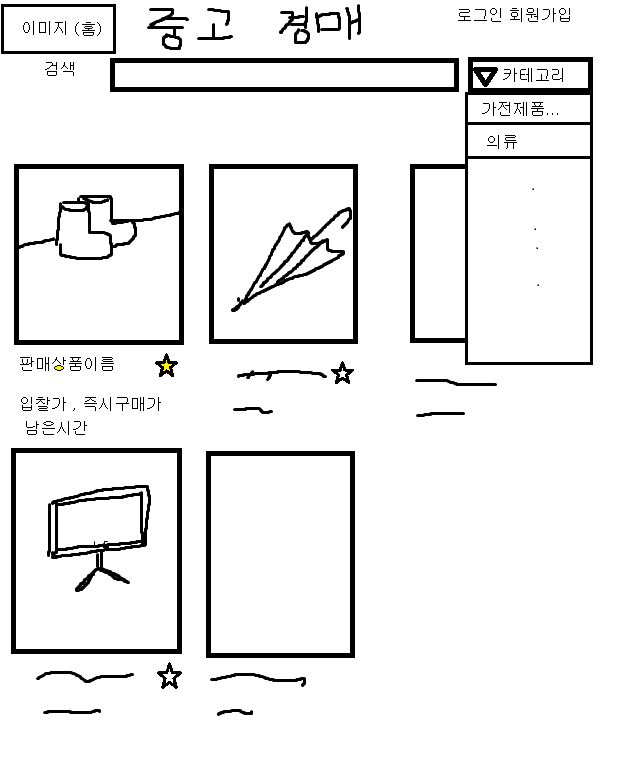 이미지 (홈)
중고 경매
로그인 회원가입
검색
카테고리
가전제품...
의류
판매상품이름
입찰가 , 즉시구매가
남은시간